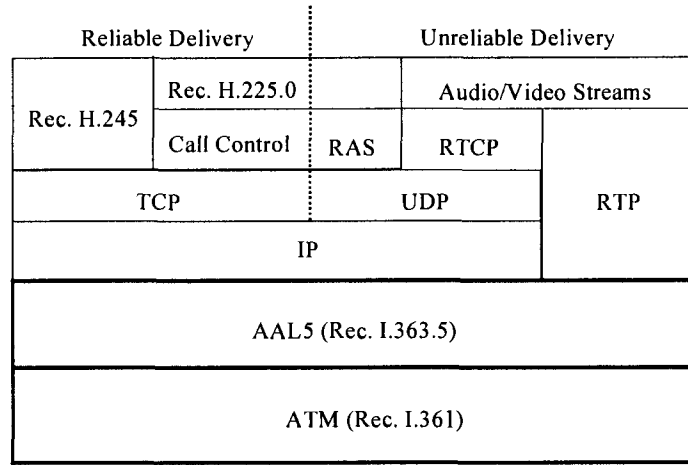 Reliable Delivery
Unreliable Delivery
Rec. H.245
Rec. H.225.0
Audio/Video Streams
Call Control
RAS
RTCP
RTP
TCP
UDP
IP
AAL5 (Rec. I.363.5)
ATM (Rec. I.361)